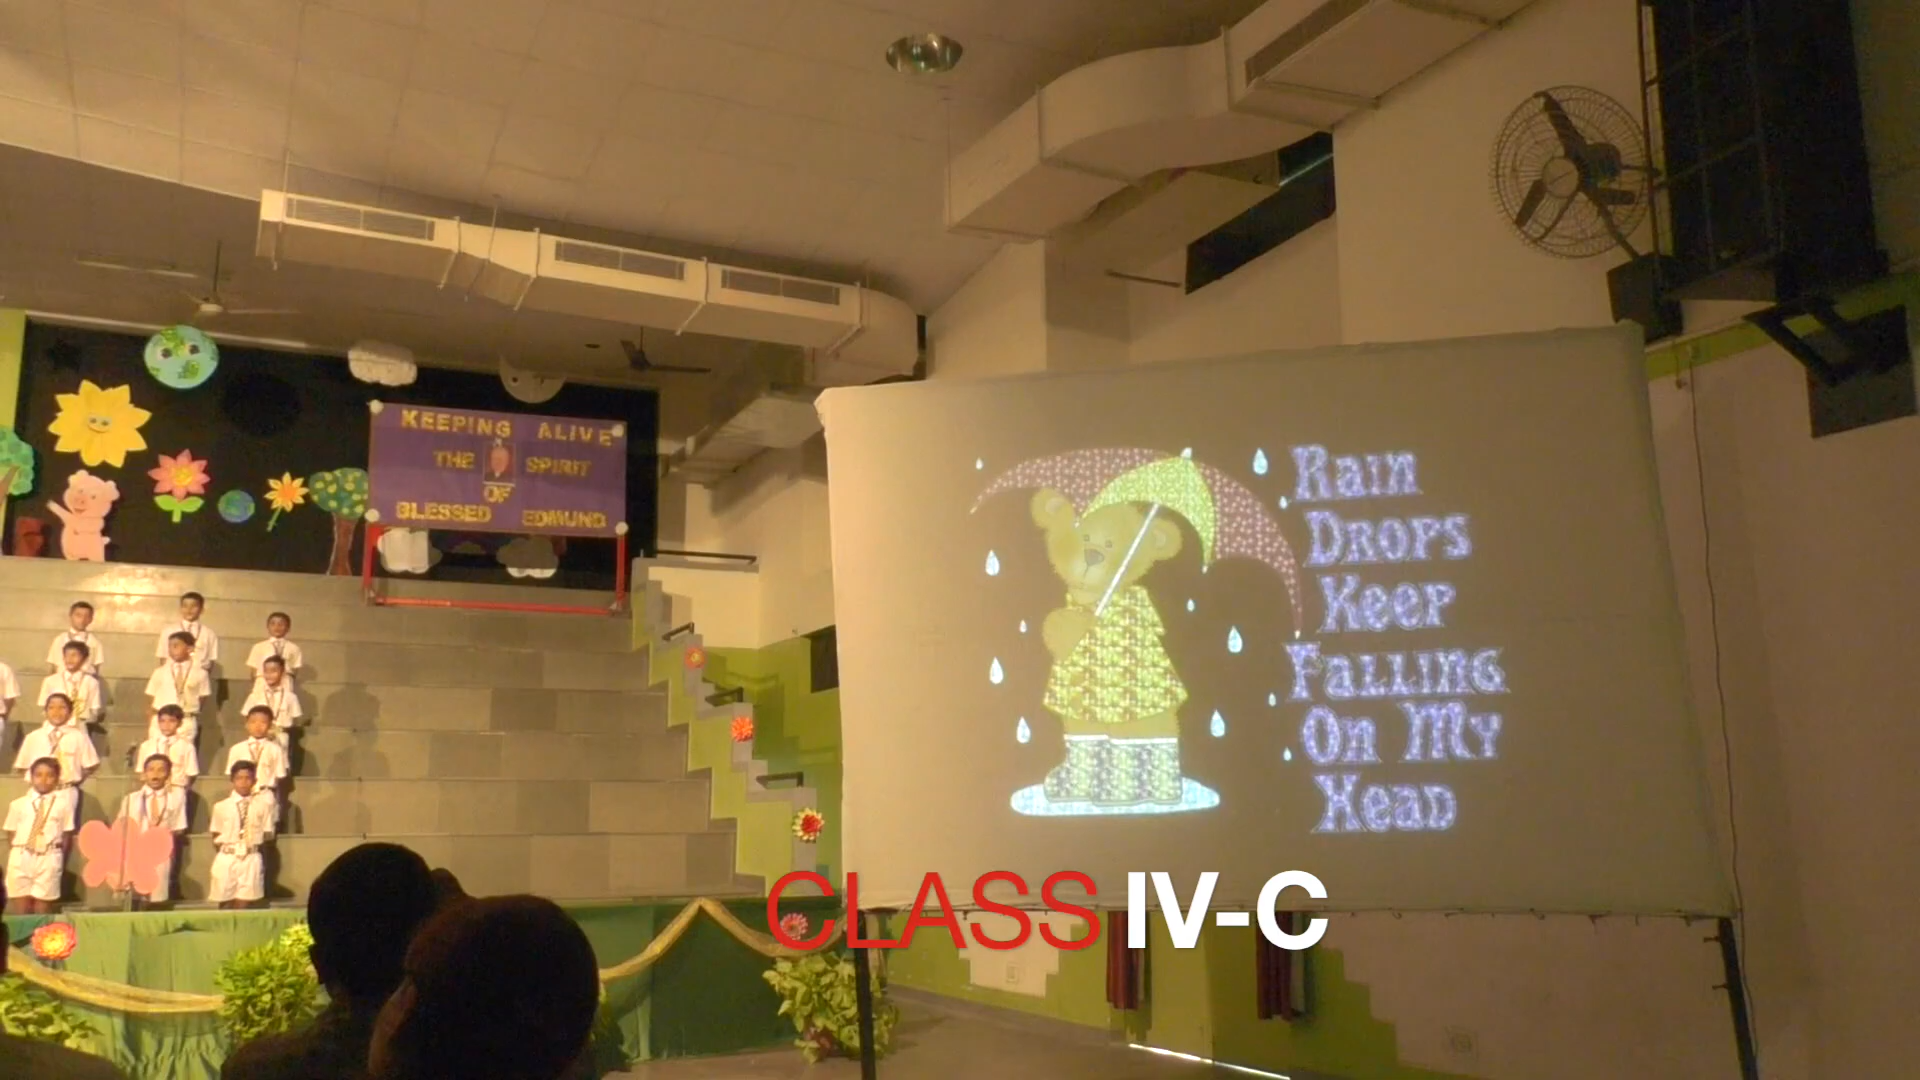 KEEPING ALIVE
THE SPIRIT
OF
BLESSED EDMUND
Rain
Drops
Keep
Falling
On My
Head
CLASS IV-C